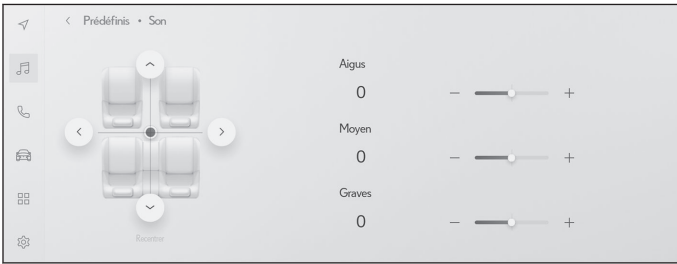 Prédéfinis • Son
Aigus
0
Moyen
0
Graves
0
Recentrer